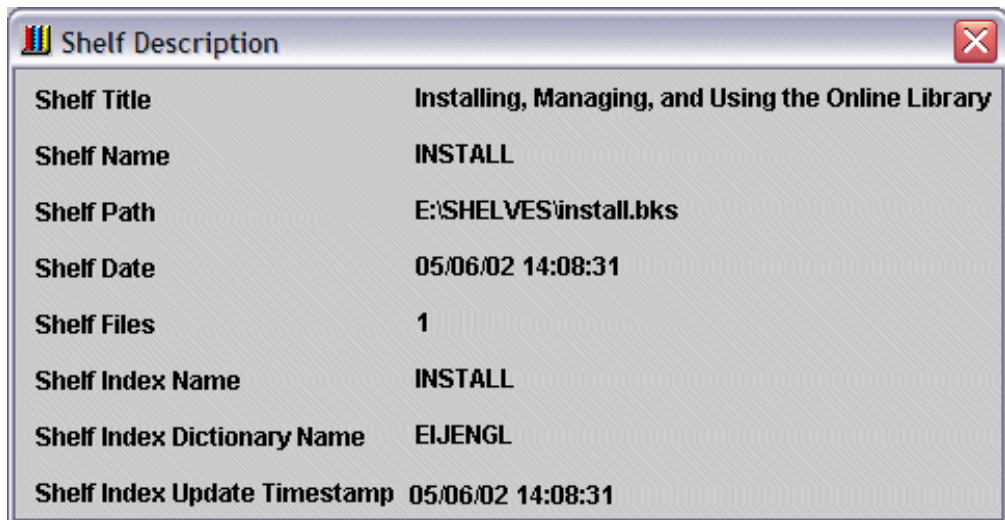 Shelf Description
Shelf Title Installing, Managing, and Using the Online Library
Shelf Name INSTALL
Shelf Path E:\SHELVES\install.bks
Shelf Date 05/06/02 14:08:31
Shelf Files 1
Shelf Index Name INSTALL
Shelf Index Dictionary Name EIJENGL
Shelf Index Update Timestamp 05/06/02 14:08:31